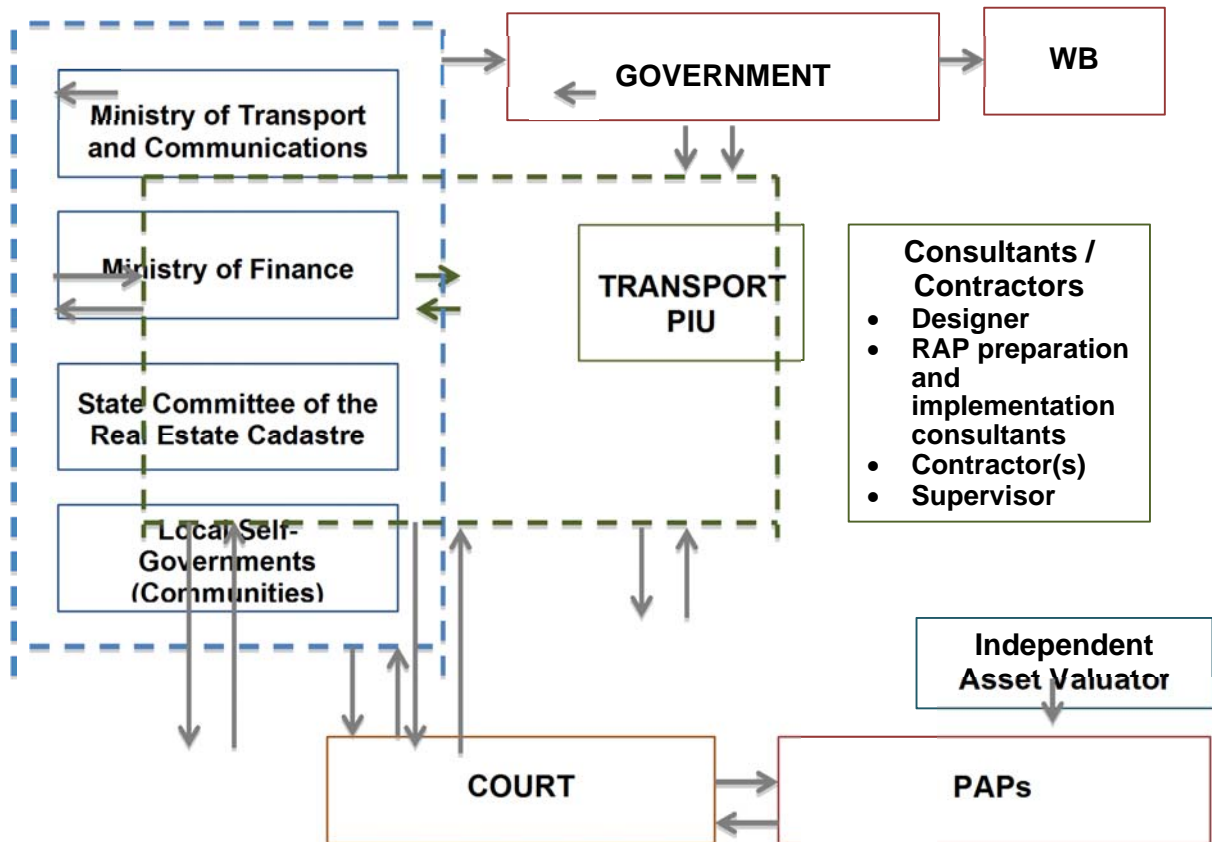 GOVERNMENT
WB
Ministry of Transport
and Communications
Ministry of Finance
State Committee of the
Real Estate Cadastre
Local Self-
Governments
(Communities)
TRANSPORT
PIU
Consultants /
Contractors
• Designer
• RAP preparation
and
implementation
consultants
• Contractor(s)
• Supervisor
Independent
Asset Valuator
COURT
PAPs